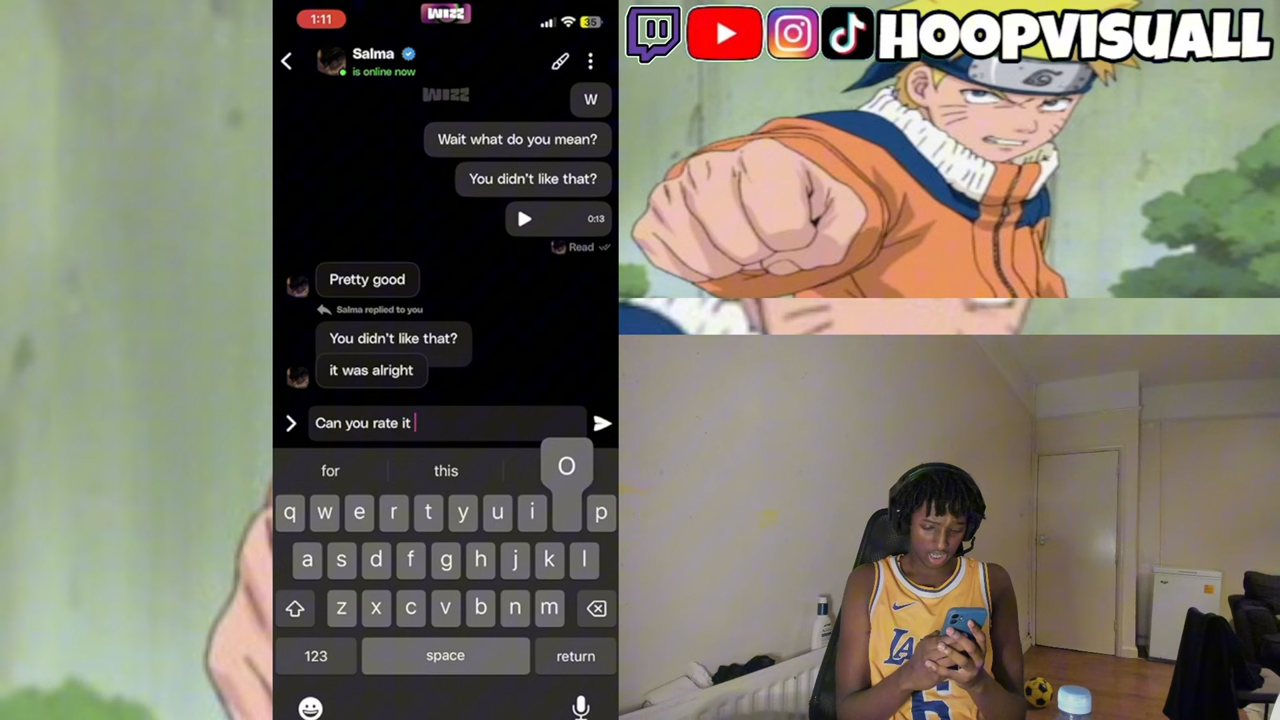 1:11
WIZZ
35
HOOPVISUALL
Salma
is online now
WIZZ
W
Wait what do you mean?
You didn't like that?
0:13
Read
Pretty good
Salma replied to you
You didn't like that?
it was alright
Can you rate it
for
this
O
q w e r t y u i p
a s d f g h j k l
z x c v b n m
123
space
return
LA
6